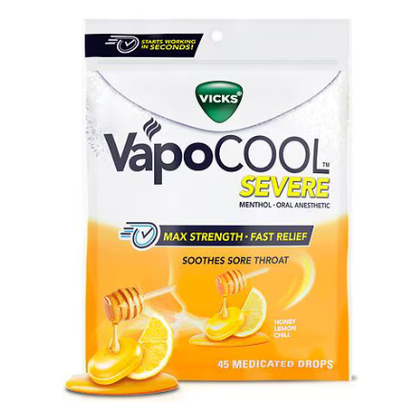 STARTS WORKING
IN SECONDS!
VICKS
VapoCOOL™
SEVERE
MENTHOL • ORAL ANESTHETIC
MAX STRENGTH • FAST RELIEF
SOOTHES SORE THROAT
HONEY
LEMON
CHILL
45 MEDICATED DROPS